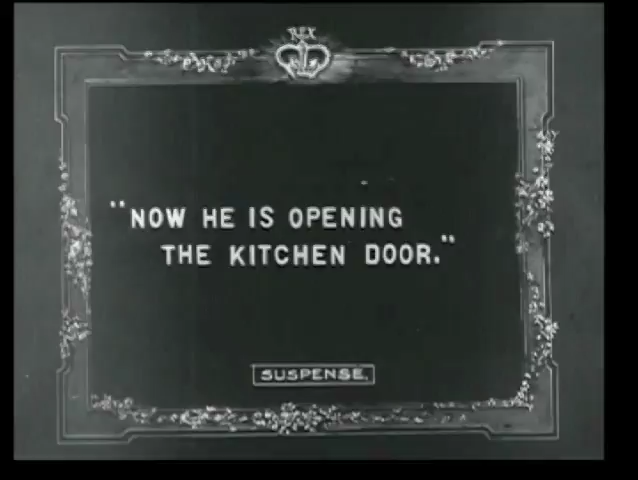 REX
"NOW HE IS OPENING
THE KITCHEN DOOR."
SUSPENSE.